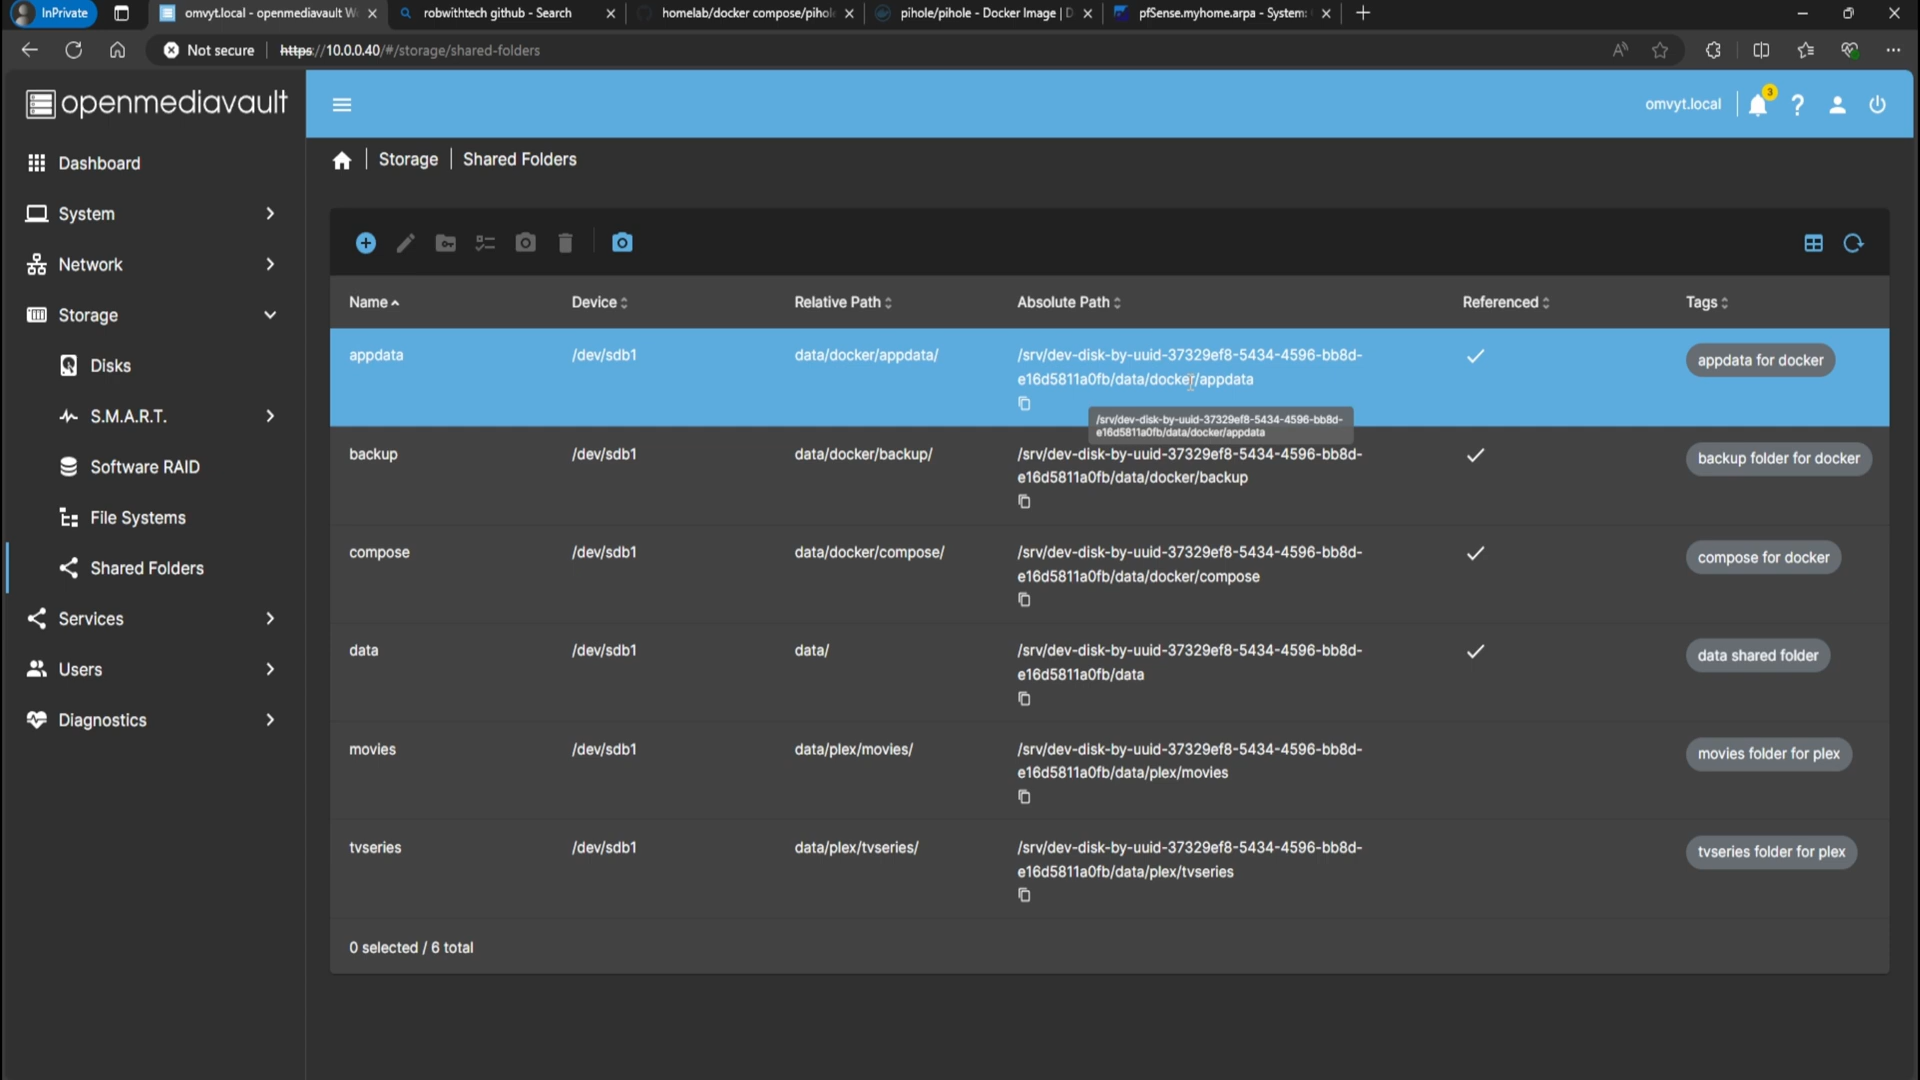 InPrivate
omvyt.local - openmediavault W
robwithtech github - Search
homelab/docker compose/pihol
pihole/pihole - Docker Image | D
pfSense.myhome.arpa - System:
Not secure
https://10.0.0.40/#/storage/shared-folders
openmediavault
omvyt.local
3
?
Storage | Shared Folders
Dashboard
System
Network
Storage
Disks
S.M.A.R.T.
Software RAID
File Systems
Shared Folders
Services
Users
Diagnostics
Name Device Relative Path Absolute Path Referenced Tags
appdata /dev/sdb1 data/docker/appdata/ /srv/dev-disk-by-uuid-37329ef8-5434-4596-bb8d- appdata for docker
e16d5811a0fb/data/docker/appdata
/srv/dev-disk-by-uuid-37329ef8-5434-4596-bb8d-
e16d5811a0fb/data/docker/appdata
backup /dev/sdb1 data/docker/backup/ /srv/dev-disk-by-uuid-37329ef8-5434-4596-bb8d- backup folder for docker
e16d5811a0fb/data/docker/backup
compose /dev/sdb1 data/docker/compose/ /srv/dev-disk-by-uuid-37329ef8-5434-4596-bb8d- compose for docker
e16d5811a0fb/data/docker/compose
data /dev/sdb1 data/ /srv/dev-disk-by-uuid-37329ef8-5434-4596-bb8d- data shared folder
e16d5811a0fb/data
movies /dev/sdb1 data/plex/movies/ /srv/dev-disk-by-uuid-37329ef8-5434-4596-bb8d- movies folder for plex
e16d5811a0fb/data/plex/movies
tvseries /dev/sdb1 data/plex/tvseries/ /srv/dev-disk-by-uuid-37329ef8-5434-4596-bb8d- tvseries folder for plex
e16d5811a0fb/data/plex/tvseries
0 selected / 6 total